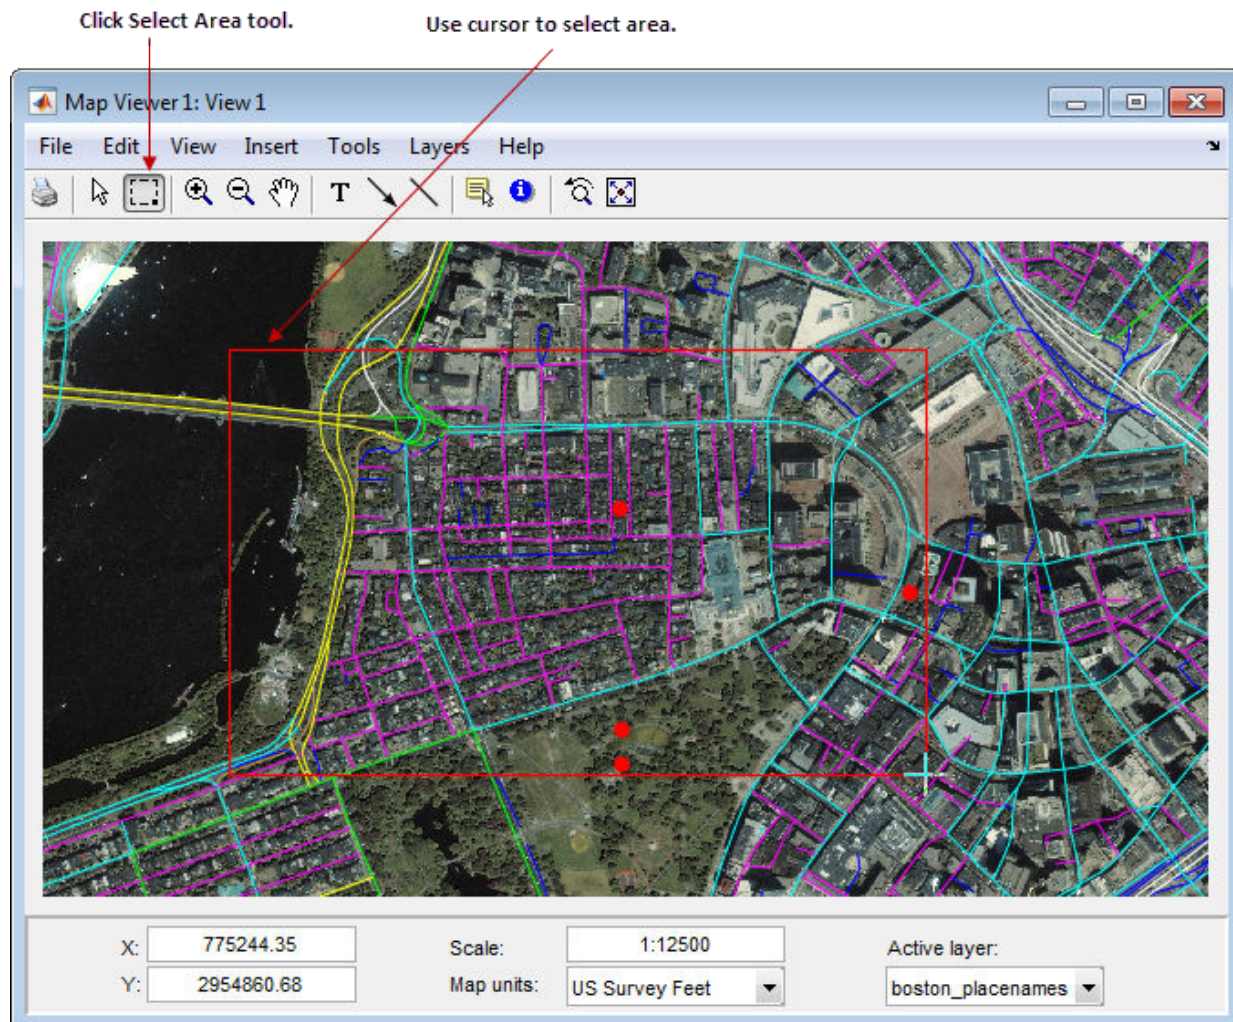 Click Select Area tool.
Use cursor to select area.
Map Viewer 1: View 1
File Edit View Insert Tools Layers Help
T
X: 775244.35 Scale: 1:12500 Active layer:
Y: 2954860.68 Map units: US Survey Feet boston_placenames